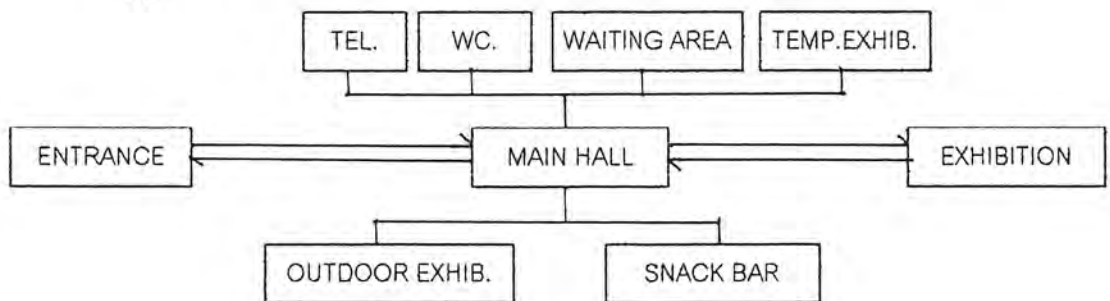 TEL.
WC.
WAITING AREA
TEMP.EXHIB.
ENTRANCE
MAIN HALL
EXHIBITION
OUTDOOR EXHIB.
SNACK BAR